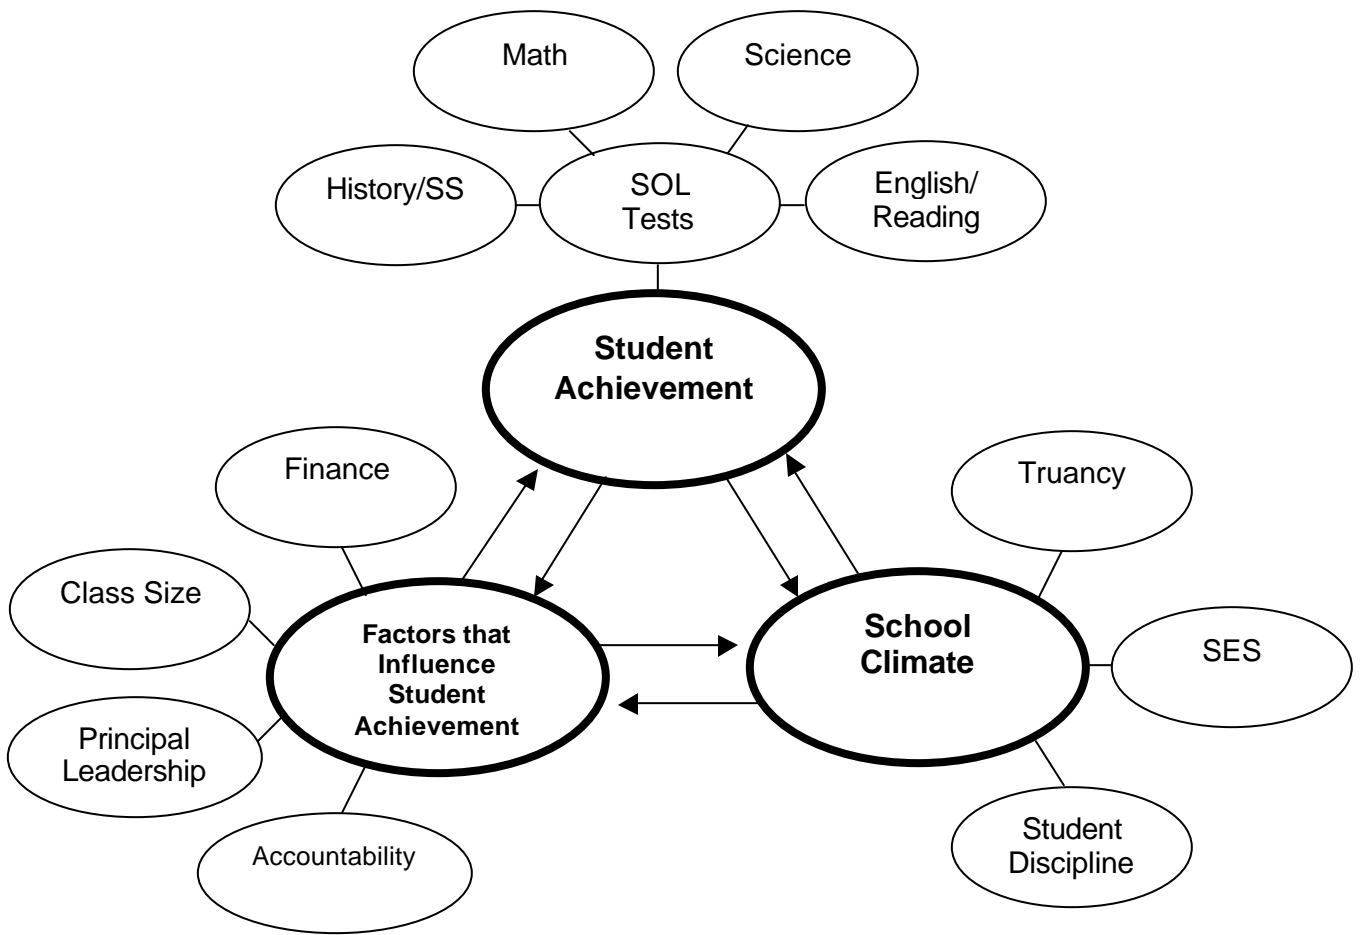 Math
Science
History/SS
SOL
Tests
English/
Reading
Student
Achievement
Finance
Truancy
Class Size
Factors that
Influence
Student
Achievement
School
Climate
SES
Principal
Leadership
Accountability
Student
Discipline